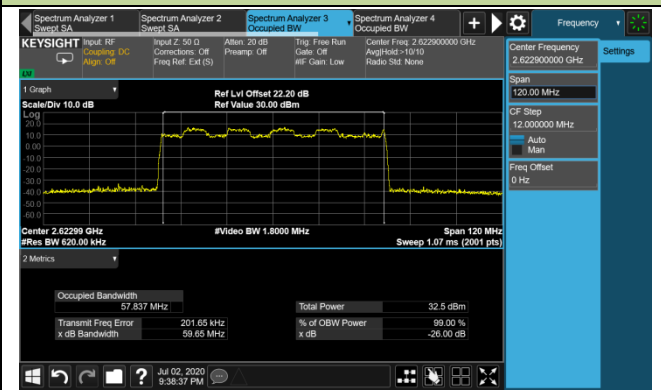 Spectrum Analyzer 1
Swept SA
Spectrum Analyzer 2
Swept SA
Spectrum Analyzer 3
Occupied BW
Spectrum Analyzer 4
Occupied BW
Frequency
KEYSIGHT
Input: RF
Coupling: DC
Align: Off
Input Z: 50 Ω
Corrections: Off
Freq Ref: Ext (S)
Atten: 20 dB
Preamp: Off
Trig: Free Run
Gate: Off
#IF Gain: Low
Center Freq: 2.622900000 GHz
Avg|Hold:>10/10
Radio Std: None
LXI
Center Frequency
2.622900000 GHz
Settings
Span
120.00 MHz
CF Step
12.000000 MHz
Auto
Man
Freq Offset
0 Hz
1 Graph
Scale/Div 10.0 dB
Ref Lvl Offset 22.20 dB
Ref Value 30.00 dBm
Log
20.0
10.0
0.00
-10.0
-20.0
-30.0
-40.0
-50.0
-60.0
Center 2.62299 GHz
#Res BW 620.00 kHz
#Video BW 1.8000 MHz
Span 120 MHz
Sweep 1.07 ms (2001 pts)
2 Metrics
Occupied Bandwidth
57.837 MHz
Total Power
32.5 dBm
Transmit Freq Error
201.65 kHz
% of OBW Power
99.00 %
x dB Bandwidth
59.65 MHz
x dB
-26.00 dB
?
Jul 02, 2020
9:38:37 PM